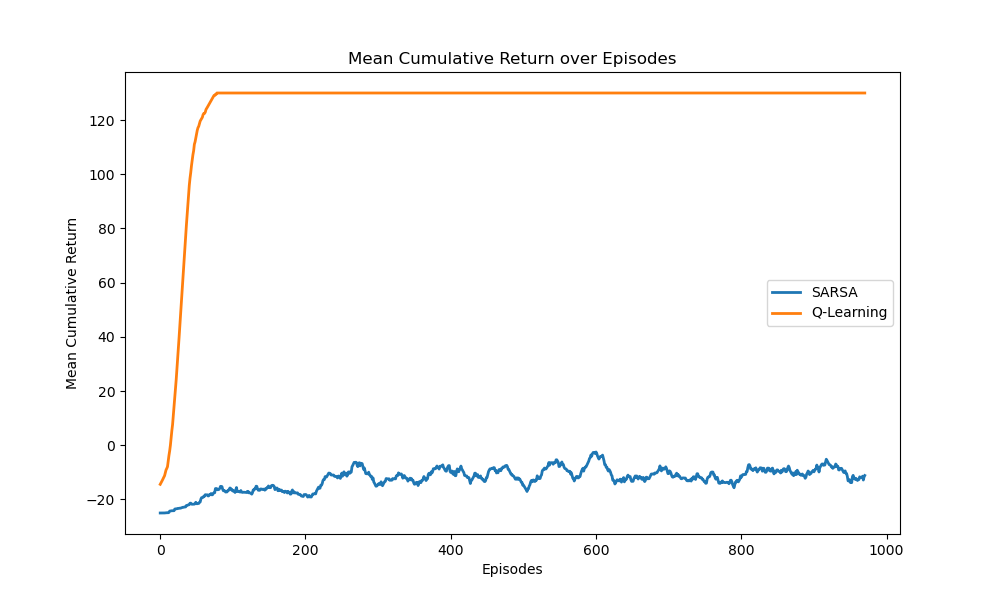 Mean Cumulative Return over Episodes
Mean Cumulative Return
120
100
80
60
40
20
0
−20
SARSA
Q-Learning
0
200
400
600
800
1000
Episodes